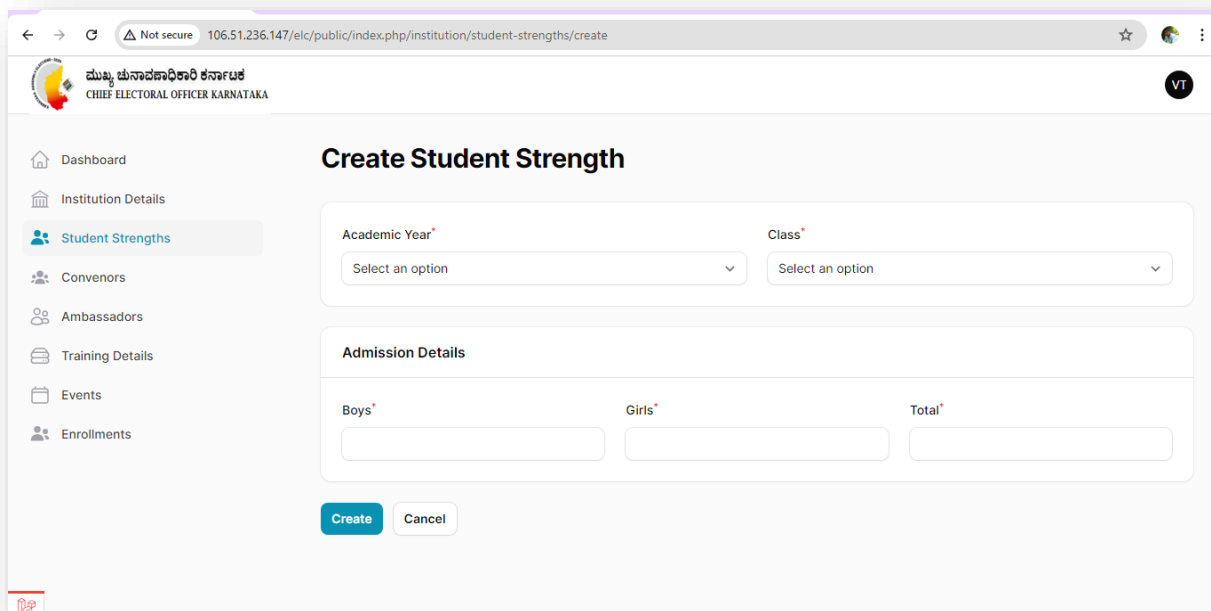 Not secure 106.51.236.147/elc/public/index.php/institution/student-strengths/create
ಮುಖ್ಯ ಚುನಾವಣಾಧಿಕಾರಿ ಕರ್ನಾಟಕ
CHIEF ELECTORAL OFFICER KARNATAKA
VT
Dashboard
Institution Details
Student Strengths
Convenors
Ambassadors
Training Details
Events
Enrollments
Create Student Strength
Academic Year* Class*
Select an option Select an option
Admission Details
Boys* Girls* Total*
Create Cancel